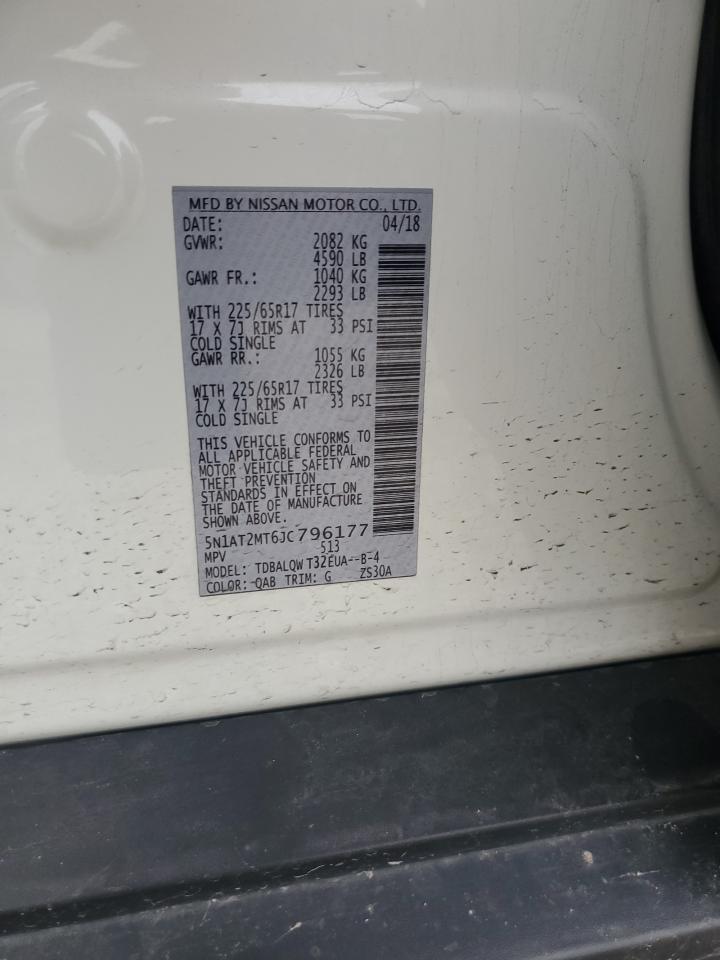 MFD BY NISSAN MOTOR CO., LTD.
DATE: 04/18
GVWR: 2082 KG
4590 LB
GAWR FR.: 1040 KG
2293 LB
WITH 225/65R17 TIRES
17 X 7J RIMS AT 33 PSI
COLD SINGLE
GAWR RR.: 1055 KG
2326 LB
WITH 225/65R17 TIRES
17 X 7J RIMS AT 33 PSI
COLD SINGLE
THIS VEHICLE CONFORMS TO
ALL APPLICABLE FEDERAL
MOTOR VEHICLE SAFETY AND
THEFT PREVENTION
STANDARDS IN EFFECT ON
THE DATE OF MANUFACTURE
SHOWN ABOVE.
5N1AT2MT6JC796177
MPV 513
MODEL: TDBALQW T32EUA--B-4
COLOR: QAB TRIM: G ZS30A